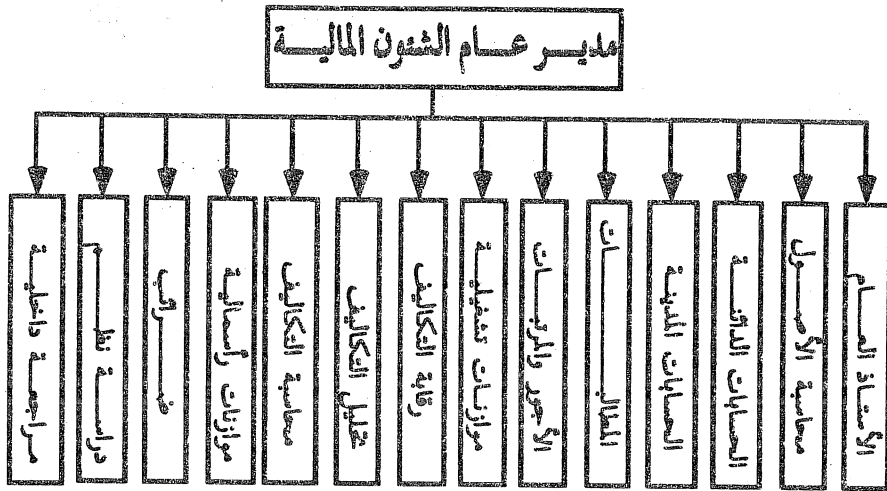 مدير عام الشئون المالية
الأستاذ العام
محاسبة الأصول
الحسابات الدائنة
الحسابات المدينة
المطالبات
الأجور والمرتبات
موازنات تشغيلية
رقابة التكاليف
تحليل التكاليف
محاسبة التكاليف
موازنات رأسمالية
ضرائب
دراسة نظم
مراجعة داخلية